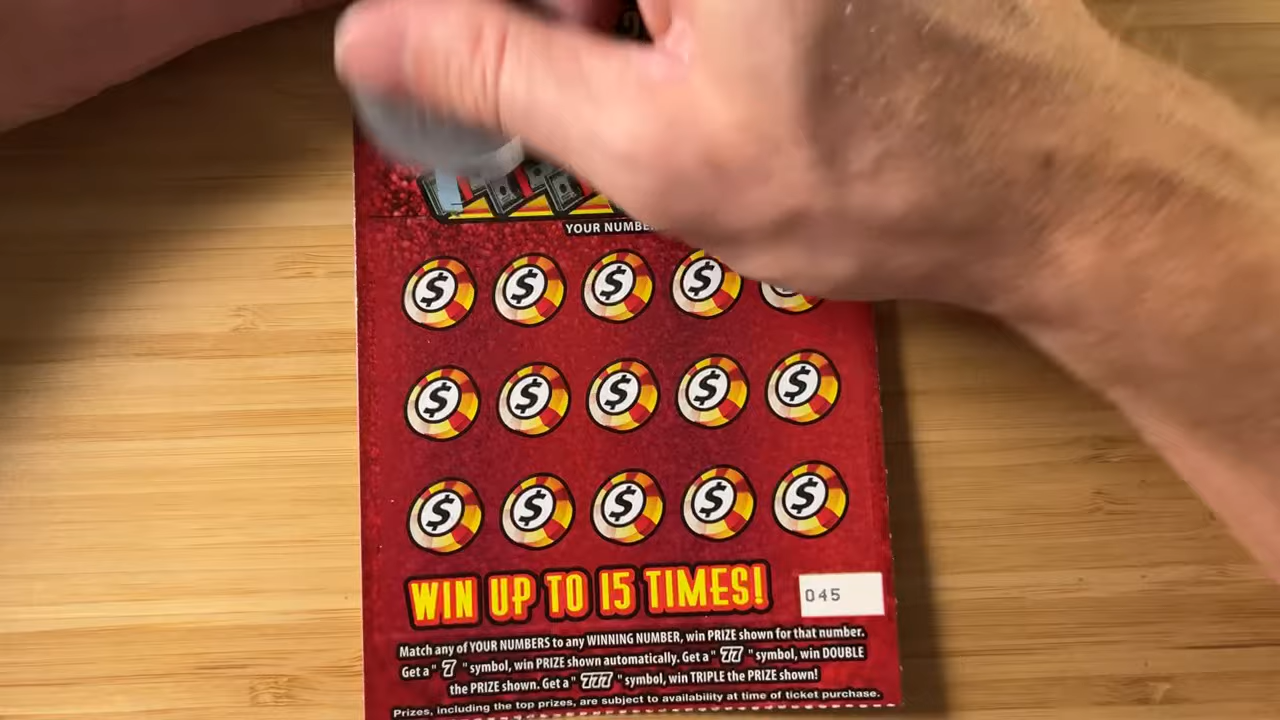 YOUR
$ $ $ $
$ $ $ $ $
$ $ $ $ $
WIN UP TO 15 TIMES!
045
Match any of YOUR NUMBERS to any WINNING NUMBER, win PRIZE shown for that number.
Get a "7" symbol, win PRIZE shown automatically. Get a "77" symbol, win DOUBLE
the PRIZE shown. Get a "777" symbol, win TRIPLE the PRIZE shown!
Prizes, including the top prizes, are subject to availability at time of ticket purchase.